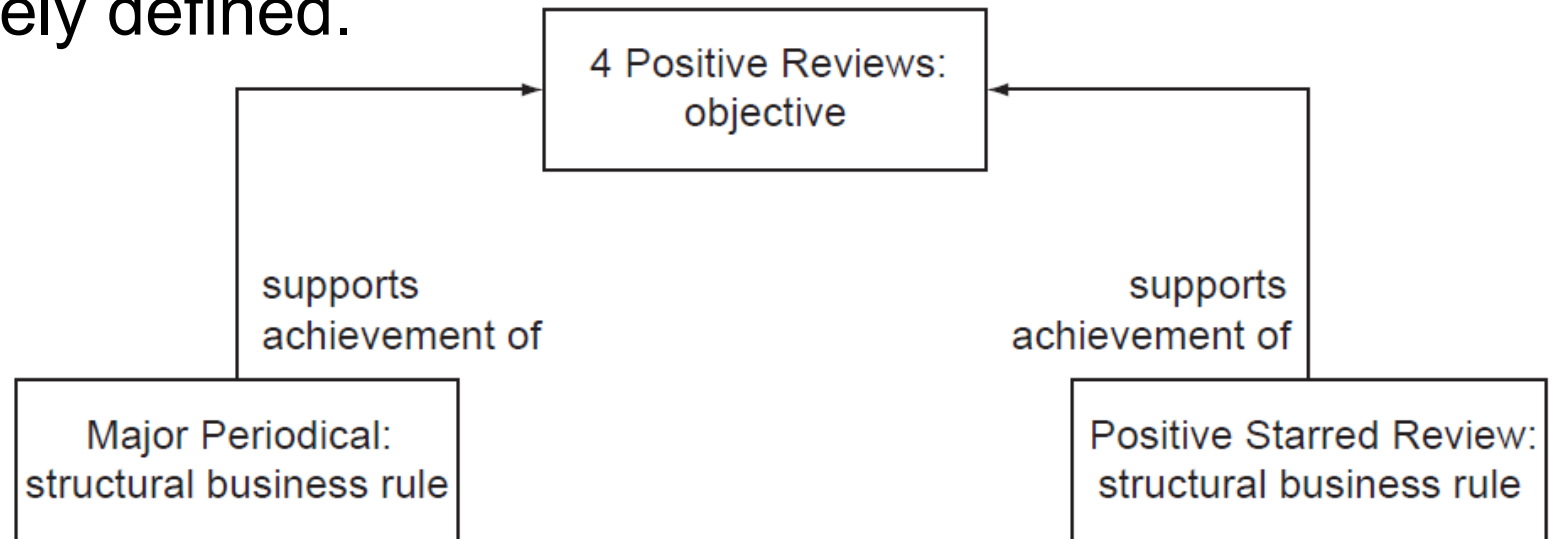 ely defined.
4 Positive Reviews:
objective
supports
achievement of
supports
achievement of
Major Periodical:
structural business rule
Positive Starred Review:
structural business rule